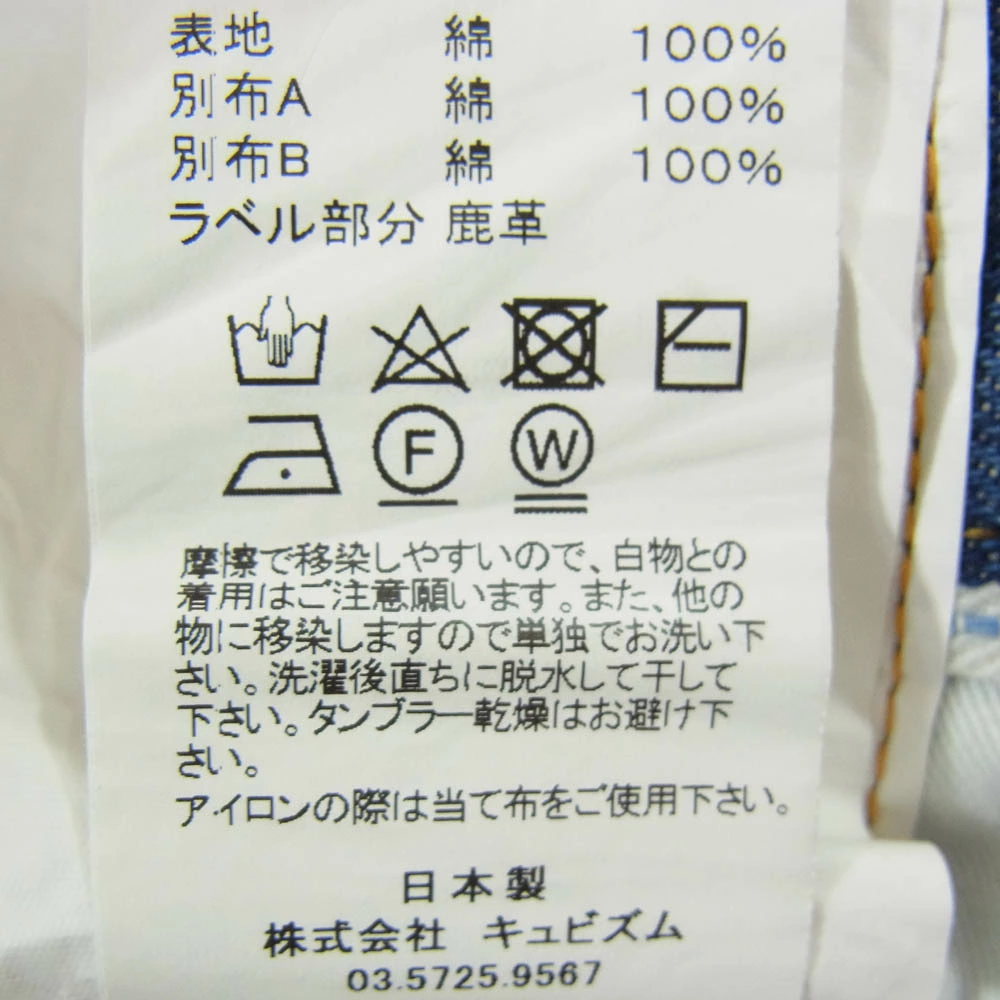 表地 綿 100%
別布A 綿 100%
別布B 綿 100%
ラベル部分 鹿革
F W
摩擦で移染しやすいので、白物との
着用はご注意願います。また、他の
物に移染しますので単独でお洗い下
さい。洗濯後直ちに脱水して干して
下さい。タンブラー乾燥はお避け下
さい。
アイロンの際は当て布をご使用下さい。
日本製
株式会社 キュビズム
03.5725.9567